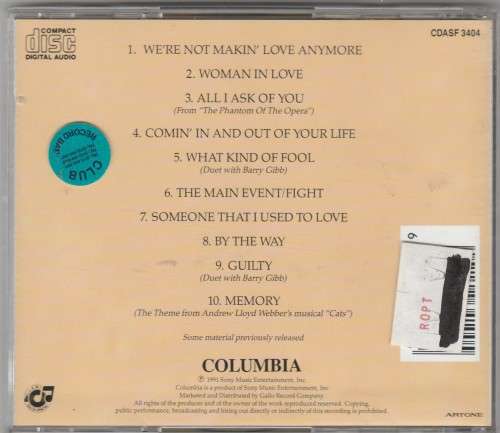 COMPACT
disc
DIGITAL AUDIO
CDASF 3404
1. WE'RE NOT MAKIN' LOVE ANYMORE
2. WOMAN IN LOVE
3. ALL I ASK OF YOU
(From "The Phantom Of The Opera")
4. COMIN' IN AND OUT OF YOUR LIFE
5. WHAT KIND OF FOOL
(Duet with Barry Gibb)
6. THE MAIN EVENT/FIGHT
7. SOMEONE THAT I USED TO LOVE
8. BY THE WAY
9. GUILTY
(Duet with Barry Gibb)
10. MEMORY
(The Theme from Andrew Lloyd Webber's musical "Cats")
Some material previously released
RECORD BAR
CLUB
9
ROPT
COLUMBIA
℗ 1991 Sony Music Entertainment, Inc.
Columbia is a product of Sony Music Entertainment, Inc.
Marketed and Distributed by Gallo Record Company
All rights of the producers and of the owner of the work reproduced reserved. Copying,
public performance, broadcasting and hiring out directly or indirectly of this recording is prohibited.
ARTONE